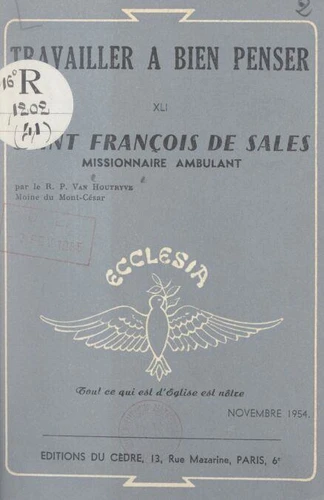 TRAVAILLER A BIEN PENSER
16°
R
1202
(41)
2
XLI
SAINT FRANÇOIS DE SALES
MISSIONNAIRE AMBULANT
par le R. P. VAN HOUTRYVE
Moine du Mont-César
ECCLESIA
Tout ce qui est d'Église est nôtre
NOVEMBRE 1954.
EDITIONS DU CÈDRE, 13, Rue Mazarine, PARIS, 6ᵉ